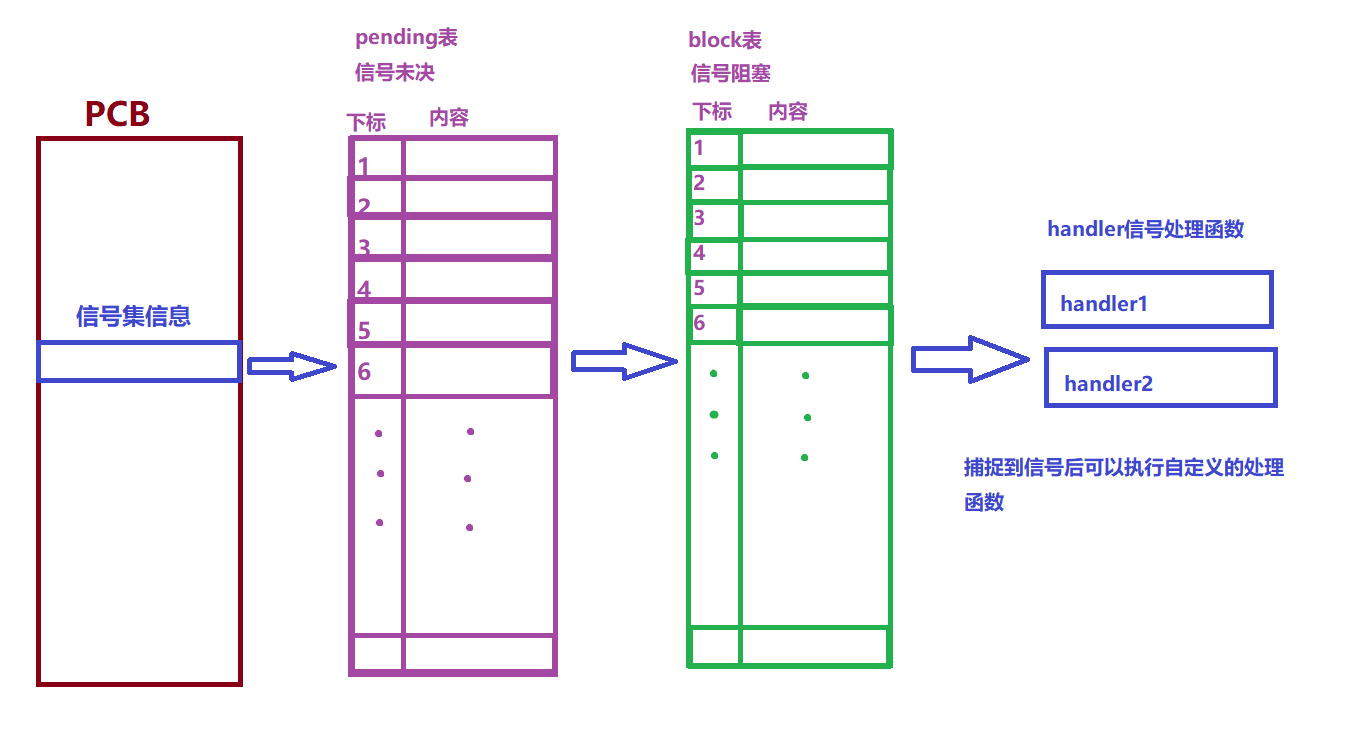 PCB
信号集信息
pending表
信号未决
下标 内容
1
2
3
4
5
6
block表
信号阻塞
下标 内容
1
2
3
4
5
6
handler信号处理函数
handler1
handler2
捕捉到信号后可以执行自定义的处理
函数